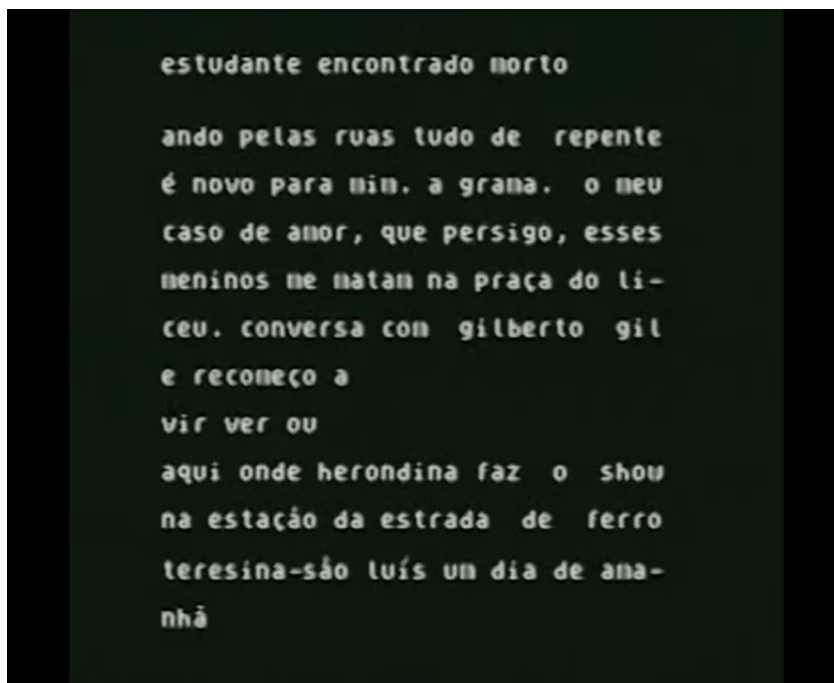 estudante encontrado morto
ando pelas ruas tudo de repente
é novo para mim. a grama. o meu
caso de amor, que persigo, esses
meninos me matam na praça do li-
ceu. conversa com gilberto gil
e recomeço a
vir ver ou
aqui onde herondina faz o show
na estação da estrada de ferro
teresina-são luís um dia de ama-
nhã